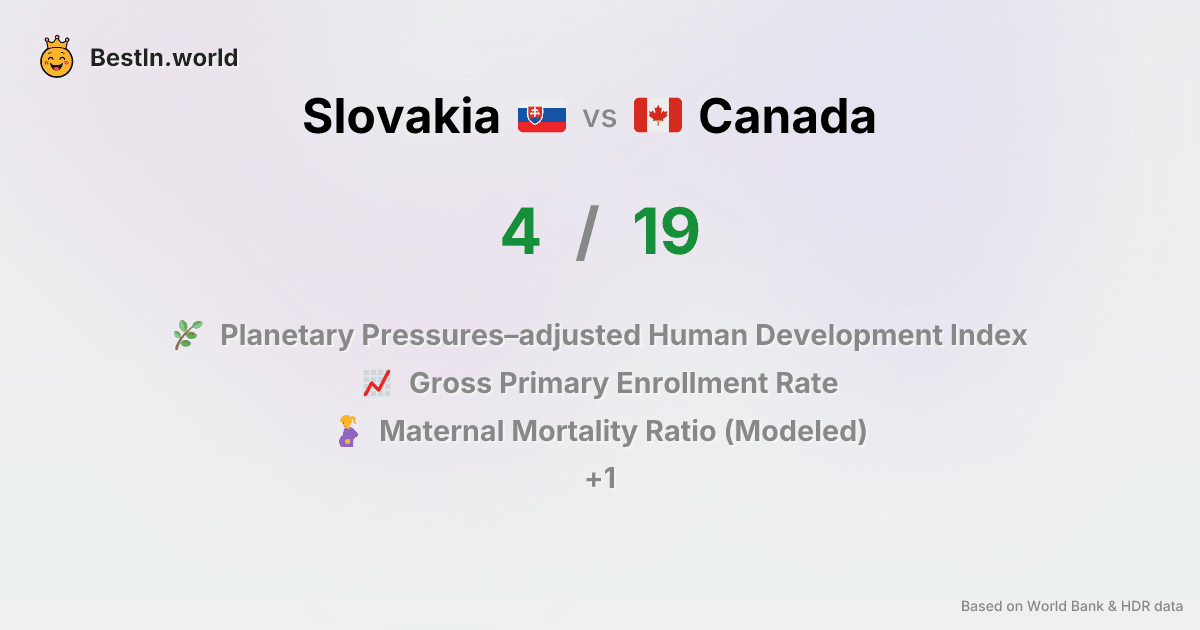 BestIn.world
Slovakia vs Canada
4 / 19
Planetary Pressures–adjusted Human Development Index
Gross Primary Enrollment Rate
Maternal Mortality Ratio (Modeled)
+1
Based on World Bank & HDR data